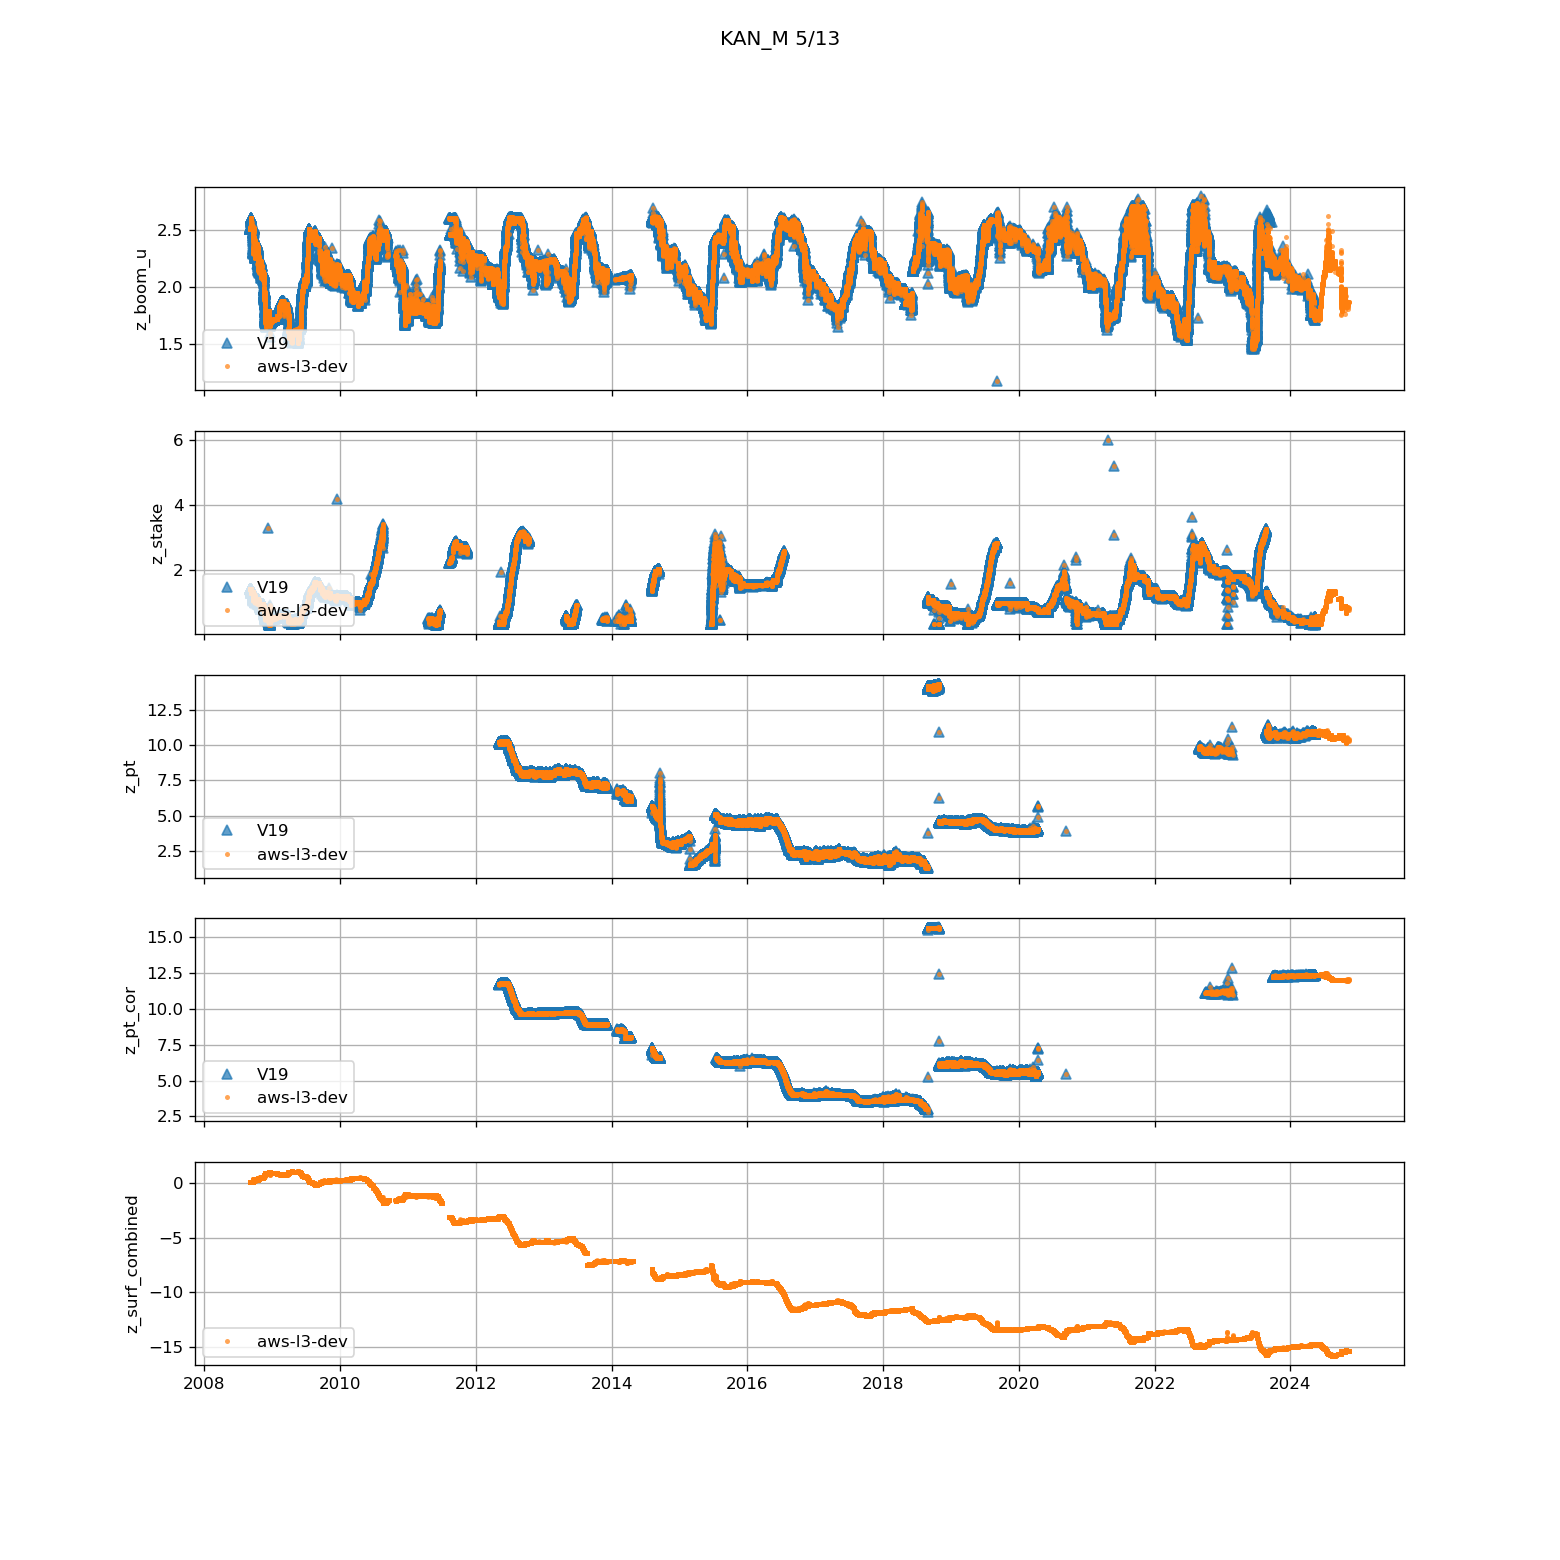 KAN_M 5/13
2.5
2.0
1.5
z_boom_u
V19
aws-l3-dev
6
4
2
z_stake
V19
aws-l3-dev
12.5
10.0
7.5
5.0
2.5
z_pt
V19
aws-l3-dev
15.0
12.5
10.0
7.5
5.0
2.5
z_pt_cor
V19
aws-l3-dev
0
−5
−10
−15
z_surf_combined
aws-l3-dev
2008 2010 2012 2014 2016 2018 2020 2022 2024